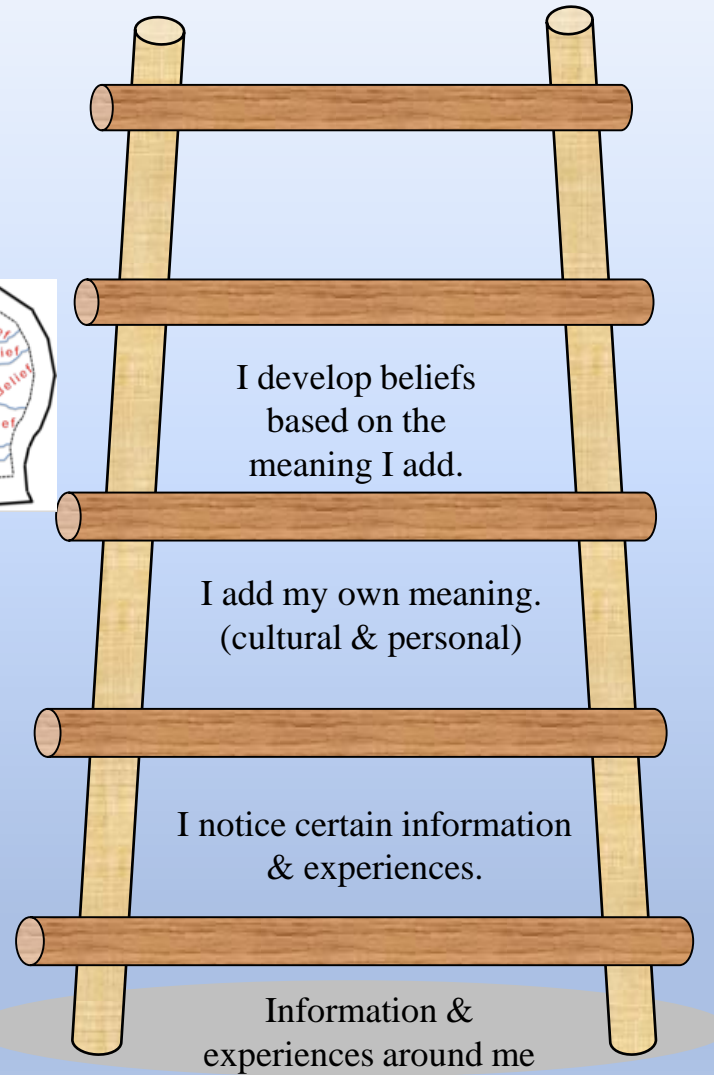 I develop beliefs
based on the
meaning I add.
belief
I add my own meaning.
(cultural & personal)
I notice certain information
& experiences.
Information &
experiences around me